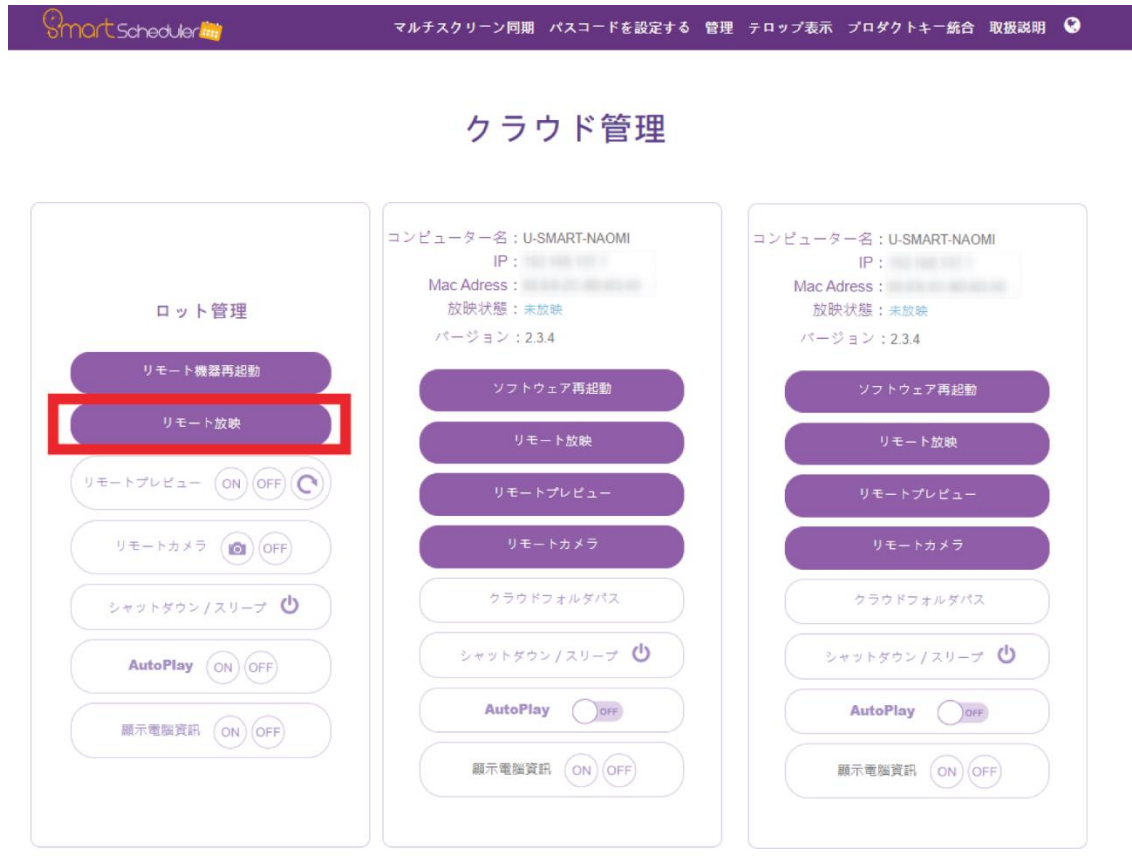 Smart Scheduler
マルチスクリーン同期 パスコードを設定する 管理 テロップ表示 プロダクトキー統合 取扱説明
クラウド管理
ロット管理
リモート機器再起動
リモート放映
リモートプレビュー ON OFF
リモートカメラ OFF
シャットダウン / スリープ
AutoPlay ON OFF
顯示電腦資訊 ON OFF
コンピューター名：U-SMART-NAOMI
IP：
Mac Adress：
放映状態：未放映
バージョン：2.3.4
ソフトウェア再起動
リモート放映
リモートプレビュー
リモートカメラ
クラウドフォルダパス
シャットダウン / スリープ
AutoPlay OFF
顯示電腦資訊 ON OFF
コンピューター名：U-SMART-NAOMI
IP：
Mac Adress：
放映状態：未放映
バージョン：2.3.4
ソフトウェア再起動
リモート放映
リモートプレビュー
リモートカメラ
クラウドフォルダパス
シャットダウン / スリープ
AutoPlay OFF
顯示電腦資訊 ON OFF